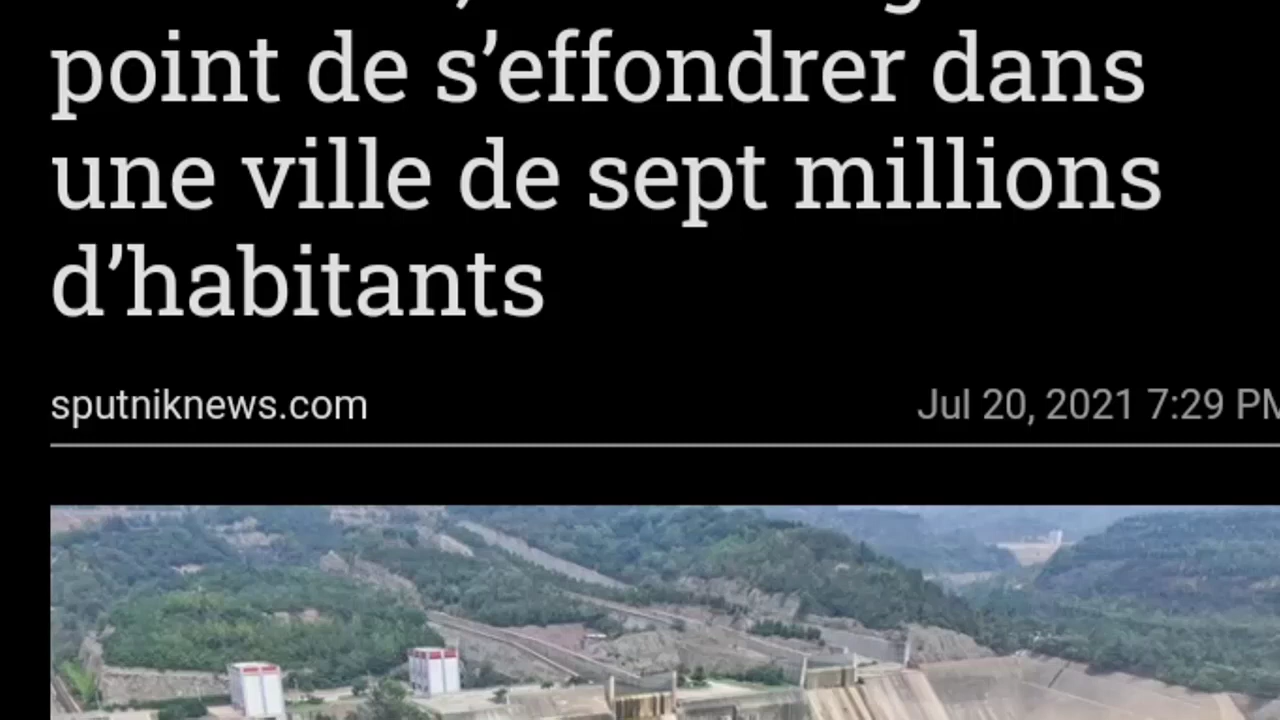 point de s’effondrer dans
une ville de sept millions
d’habitants
sputniknews.com
Jul 20, 2021 7:29 PM